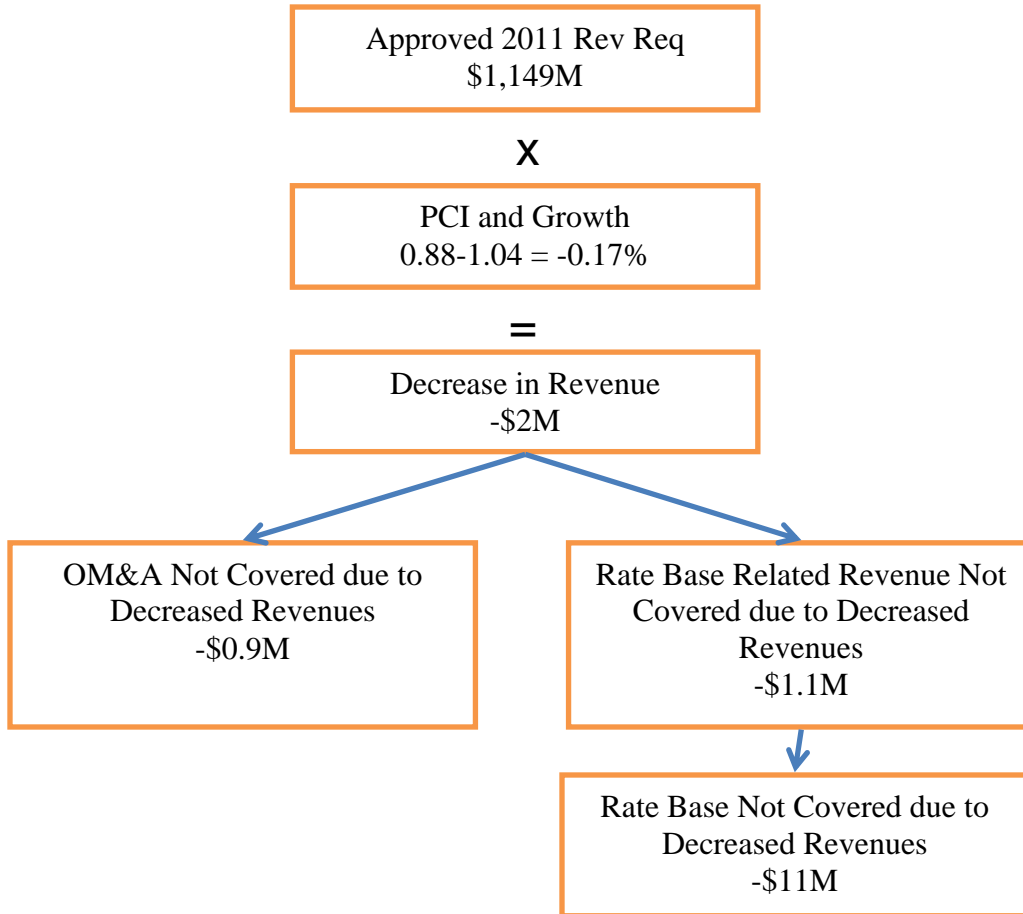 Approved 2011 Rev Req
$1,149M
x
PCI and Growth
0.88-1.04 = -0.17%
=
Decrease in Revenue
-$2M
OM&A Not Covered due to
Decreased Revenues
-$0.9M
Rate Base Related Revenue Not
Covered due to Decreased
Revenues
-$1.1M
Rate Base Not Covered due to
Decreased Revenues
-$11M